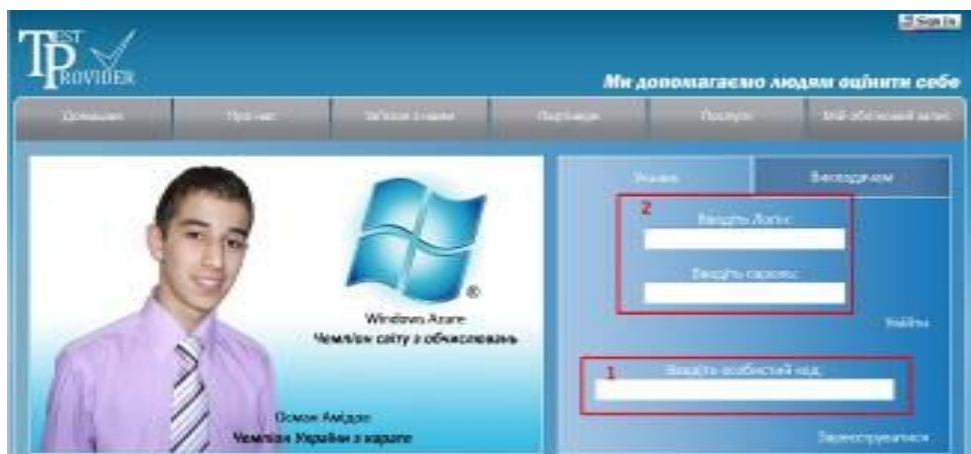 Sign In
TEST
PROVIDER
Ми допомагаємо людям оцінити себе
Домашня Про нас Зв'язок з нами Партнери Послуги Мій обліковий запис
Учням Викладачам
2
Введіть Логін:
Введіть пароль:
®
Windows Azure
Чемпіон світу з обчислювань
Увійти
1
Введіть особистий код:
Осман Амідов
Чемпіон України з карате
Зареєструватися